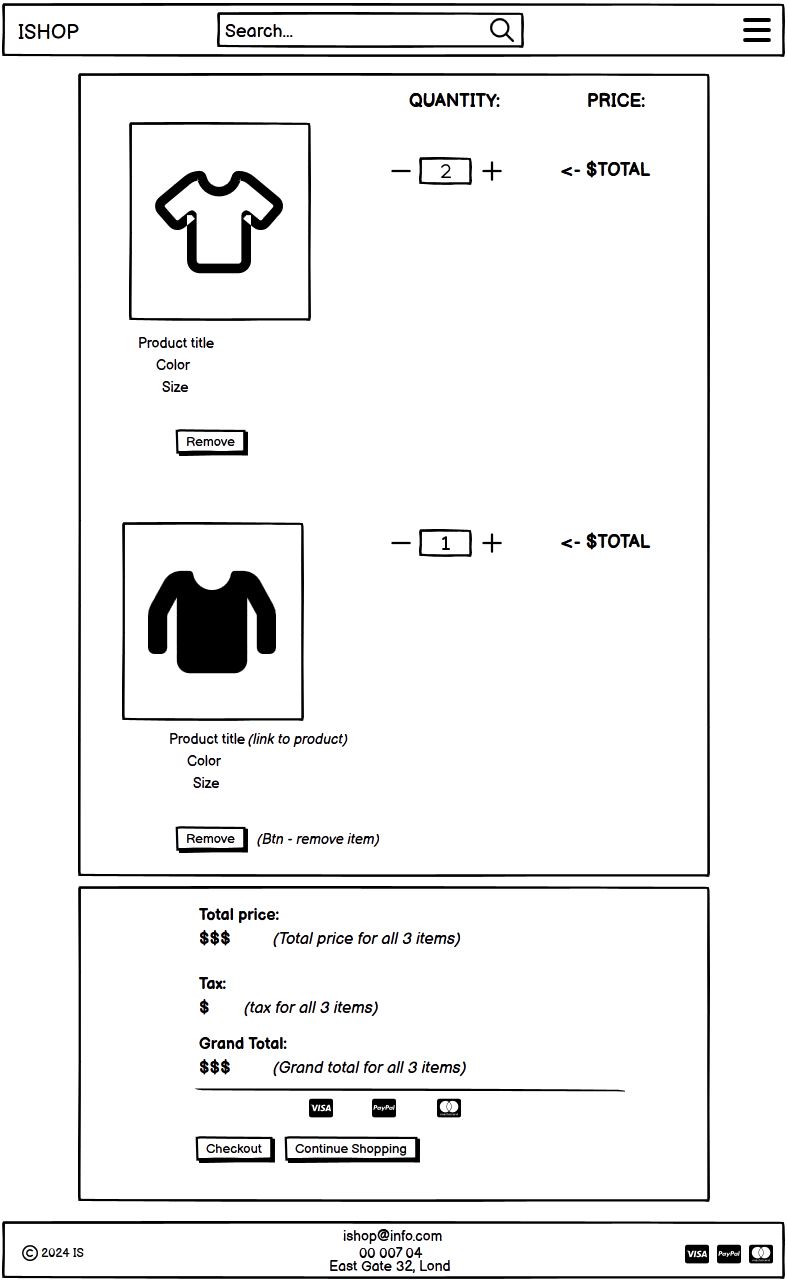 ISHOP
Search...
QUANTITY: PRICE:
2 <- $TOTAL
Product title
Color
Size
Remove
1 <- $TOTAL
Product title (link to product)
Color
Size
Remove (Btn - remove item)
Total price:
$$$ (Total price for all 3 items)
Tax:
$ (tax for all 3 items)
Grand Total:
$$$ (Grand total for all 3 items)
VISA PayPal
Checkout Continue Shopping
ishop@info.com
© 2024 IS 00 007 04 VISA PayPal
East Gate 32, Lond